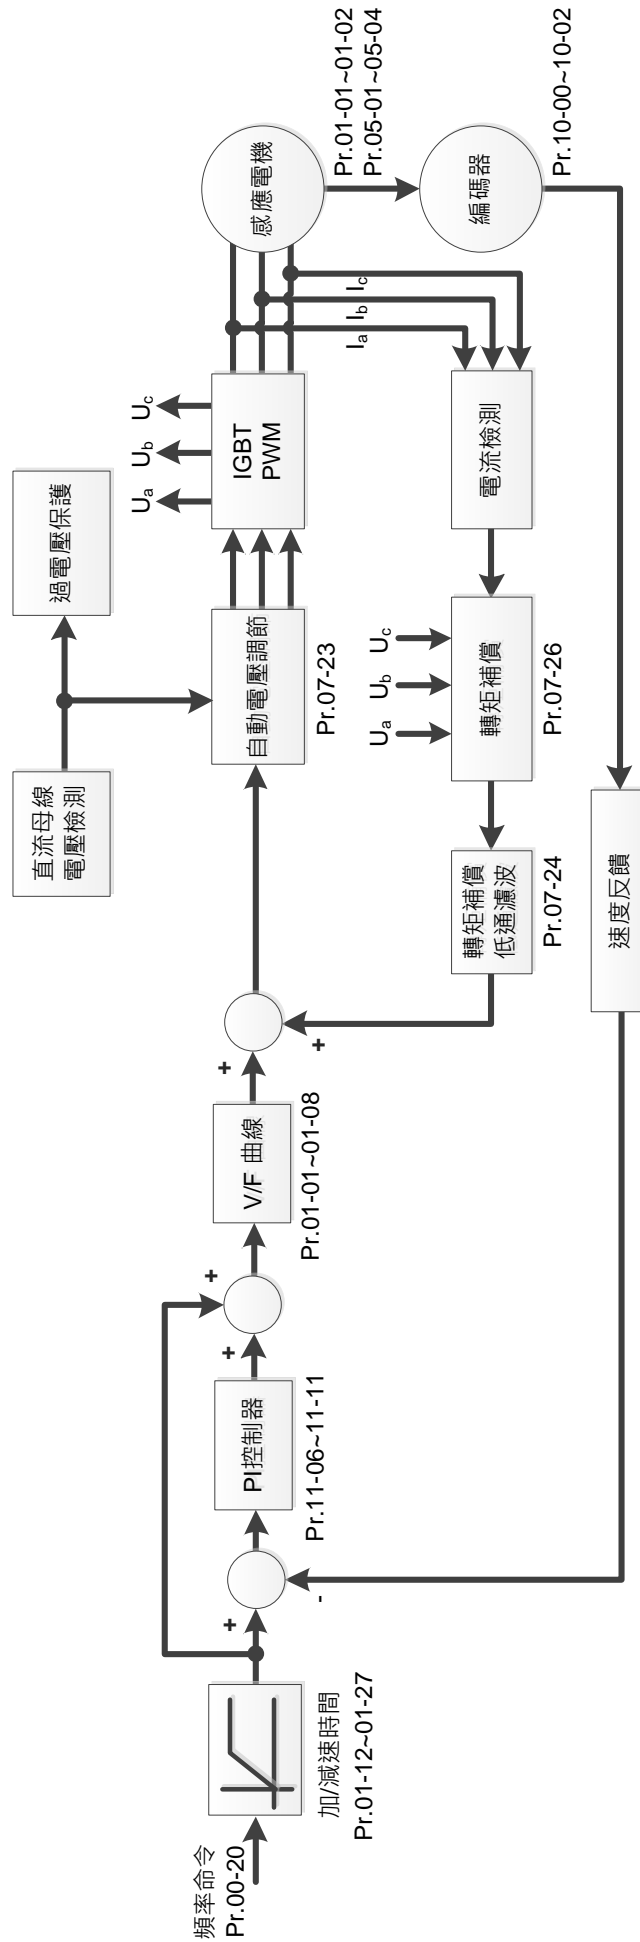 頻率命令
Pr.00-20
加/減速時間
Pr.01-12~01-27
+
-
PI控制器
Pr.11-06~11-11
+
+
V/F 曲線
Pr.01-01~01-08
+
+
直流母線
電壓檢測
過電壓保護
自動電壓調節
Pr.07-23
IGBT
PWM
Ua
Ub
Uc
感應電機
Pr.01-01~01-02
Pr.05-01~05-04
編碼器
Pr.10-00~10-02
Ia
Ib
Ic
電流檢測
Ua
Ub
Uc
轉矩補償
Pr.07-26
轉矩補償
低通濾波
Pr.07-24
速度反饋